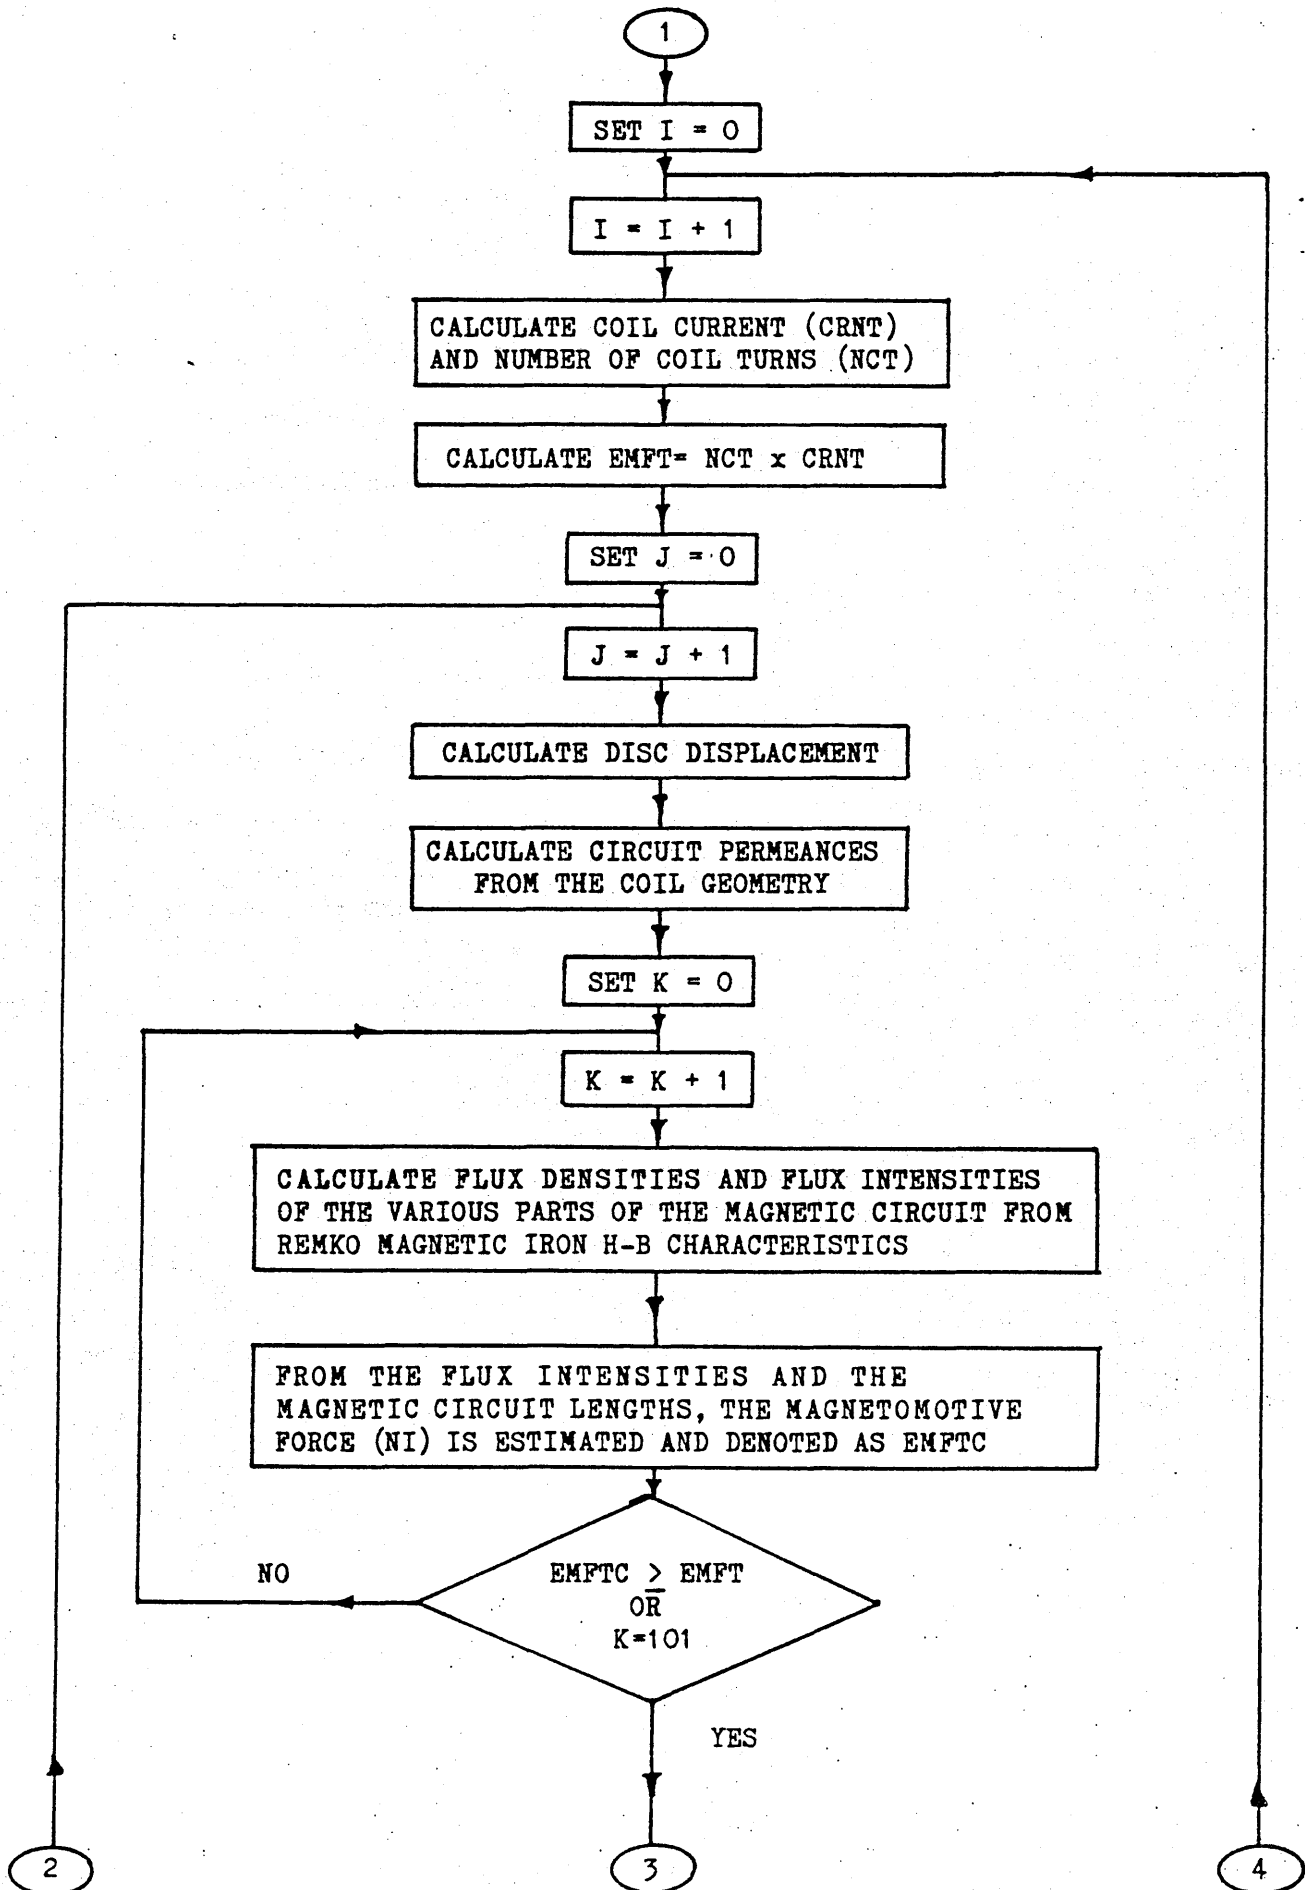 1
SET I = 0
I = I + 1
CALCULATE COIL CURRENT (CRNT)
AND NUMBER OF COIL TURNS (NCT)
CALCULATE EMFT= NCT x CRNT
SET J = 0
J = J + 1
CALCULATE DISC DISPLACEMENT
CALCULATE CIRCUIT PERMEANCES
FROM THE COIL GEOMETRY
SET K = 0
K = K + 1
CALCULATE FLUX DENSITIES AND FLUX INTENSITIES
OF THE VARIOUS PARTS OF THE MAGNETIC CIRCUIT FROM
REMKO MAGNETIC IRON H-B CHARACTERISTICS
FROM THE FLUX INTENSITIES AND THE
MAGNETIC CIRCUIT LENGTHS, THE MAGNETOMOTIVE
FORCE (NI) IS ESTIMATED AND DENOTED AS EMFTC
NO
EMFTC ≥ EMFT
OR
K=101
YES
2
3
4